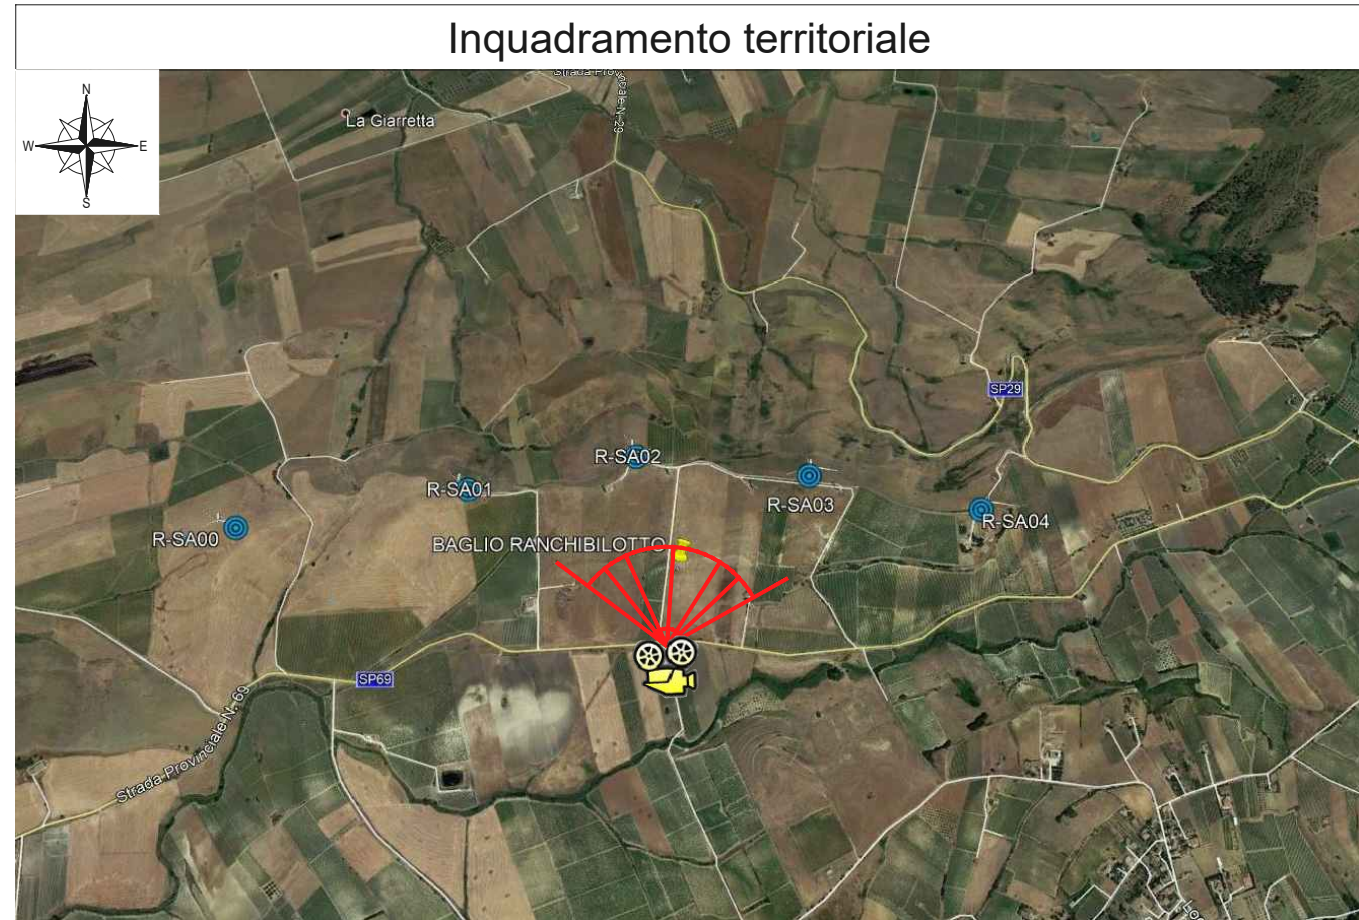 Inquadramento territoriale
N
W
E
S
La Giarretta
SP29
R-SA02
R-SA01
R-SA03
R-SA04
R-SA00
BAGLIO RANCHIBILOTTO
SP69
Strada Provinciale N. 69